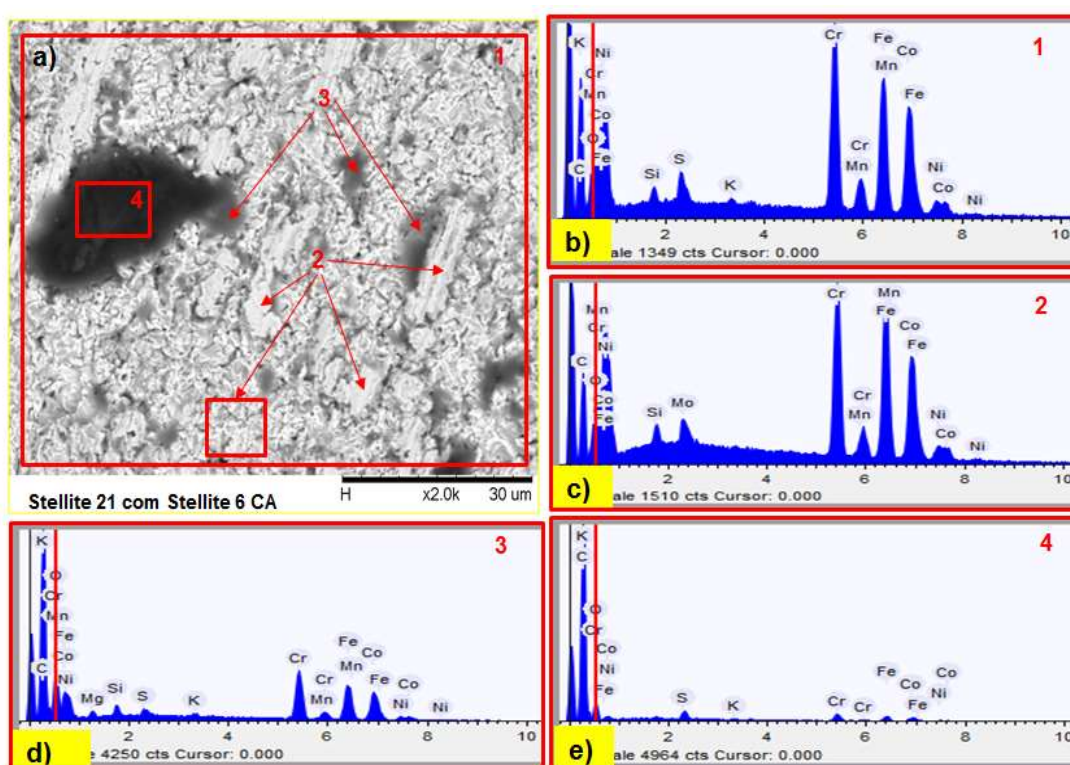 a)
1
3
4
2
Stellite 21 com Stellite 6 CA
H x2.0k 30 um
1
K Ni Cr Mn Co O Fe C Si S K Cr Cr Mn Fe Mn Co Fe Ni Co Ni
2 4 6 8 10
b) ale 1349 cts Cursor: 0.000
2
Mn Cr Ni C O Co Fe Si Mo Cr Cr Mn Mn Fe Co Fe Ni Co Ni
2 4 6 8 10
c) ale 1510 cts Cursor: 0.000
3
K O Cr Mn Fe Co C Ni Mg Si S K Cr Cr Mn Fe Mn Co Fe Co Ni Ni
2 4 6 8 10
d) e 4250 cts Cursor: 0.000
4
K C O Cr Co Ni Fe S K Cr Cr Fe Co Fe Co Ni
2 4 6 8 10
e) ale 4964 cts Cursor: 0.000